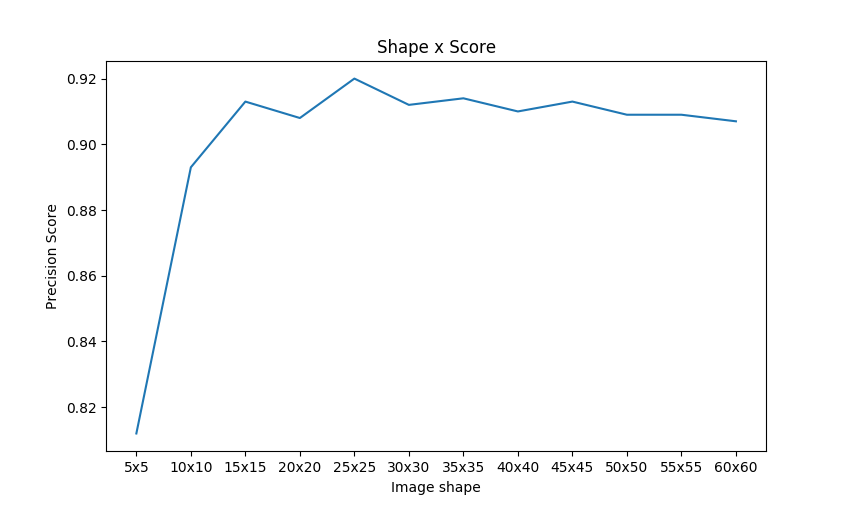 Shape x Score
0.92
0.90
0.88
0.86
0.84
0.82
Precision Score
5x5 10x10 15x15 20x20 25x25 30x30 35x35 40x40 45x45 50x50 55x55 60x60
Image shape